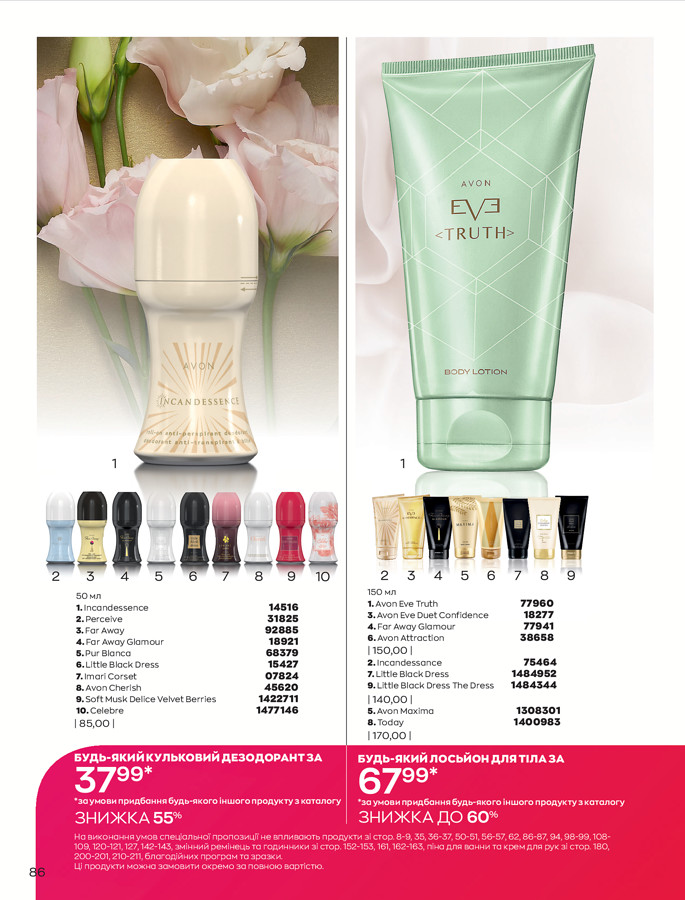 AVON
INCANDESSENCE
1
2 3 4 5 6 7 8 9 10
50 мл
1. Incandessence 14516
2. Perceive 31825
3. Far Away 92885
4. Far Away Glamour 18921
5. Pur Blanca 68379
6. Little Black Dress 15427
7. Imari Corset 07824
8. Avon Cherish 45620
9. Soft Musk Delice Velvet Berries 1422711
10. Celebre 1477146
| 85,00 |
AVON
EVE
<TRUTH>
BODY LOTION
1
2 3 4 5 6 7 8 9
150 мл
1. Avon Eve Truth 77960
3. Avon Eve Duet Confidence 18277
4. Far Away Glamour 77941
6. Avon Attraction 38658
| 150,00 |
2. Incandessance 75464
7. Little Black Dress 1484952
9. Little Black Dress The Dress 1484344
| 140,00 |
5. Avon Maxima 1308301
8. Today 1400983
| 170,00 |
БУДЬ-ЯКИЙ КУЛЬКОВИЙ ДЕЗОДОРАНТ ЗА
37⁹⁹*
*за умови придбання будь-якого іншого продукту з каталогу
ЗНИЖКА 55%
БУДЬ-ЯКИЙ ЛОСЬЙОН ДЛЯ ТІЛА ЗА
67⁹⁹*
*за умови придбання будь-якого іншого продукту з каталогу
ЗНИЖКА ДО 60%
На виконання умов спеціальної пропозиції не впливають продукти зі стор. 8-9, 35, 36-37, 50-51, 56-57, 62, 86-87, 94, 98-99, 108-
109, 120-121, 127, 142-143, змінний ремінець та годинники зі стор. 152-153, 161, 162-163, піна для ванни та крем для рук зі стор. 180,
200-201, 210-211, благодійних програм та зразки.
Ці продукти можна замовити окремо за повною вартістю.
86